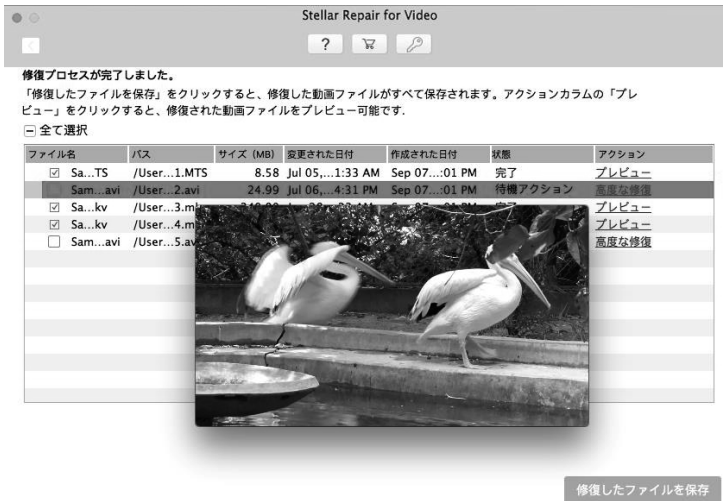 Stellar Repair for Video
?
修復プロセスが完了しました。
「修復したファイルを保存」をクリックすると、修復した動画ファイルがすべて保存されます。アクションカラムの「プレ
ビュー」をクリックすると、修復された動画ファイルをプレビュー可能です.
全て選択
ファイル名 パス サイズ (MB) 変更された日付 作成された日付 状態 アクション
Sa...TS /User...1.MTS 8.58 Jul 05,...1:33 AM Sep 07...:01 PM 完了 プレビュー
Sam...avi /User...2.avi 24.99 Jul 06,...4:31 PM Sep 07...:01 PM 待機アクション 高度な修復
Sa...kv プレビュー
Sa...kv プレビュー
Sam...avi 高度な修復
修復したファイルを保存